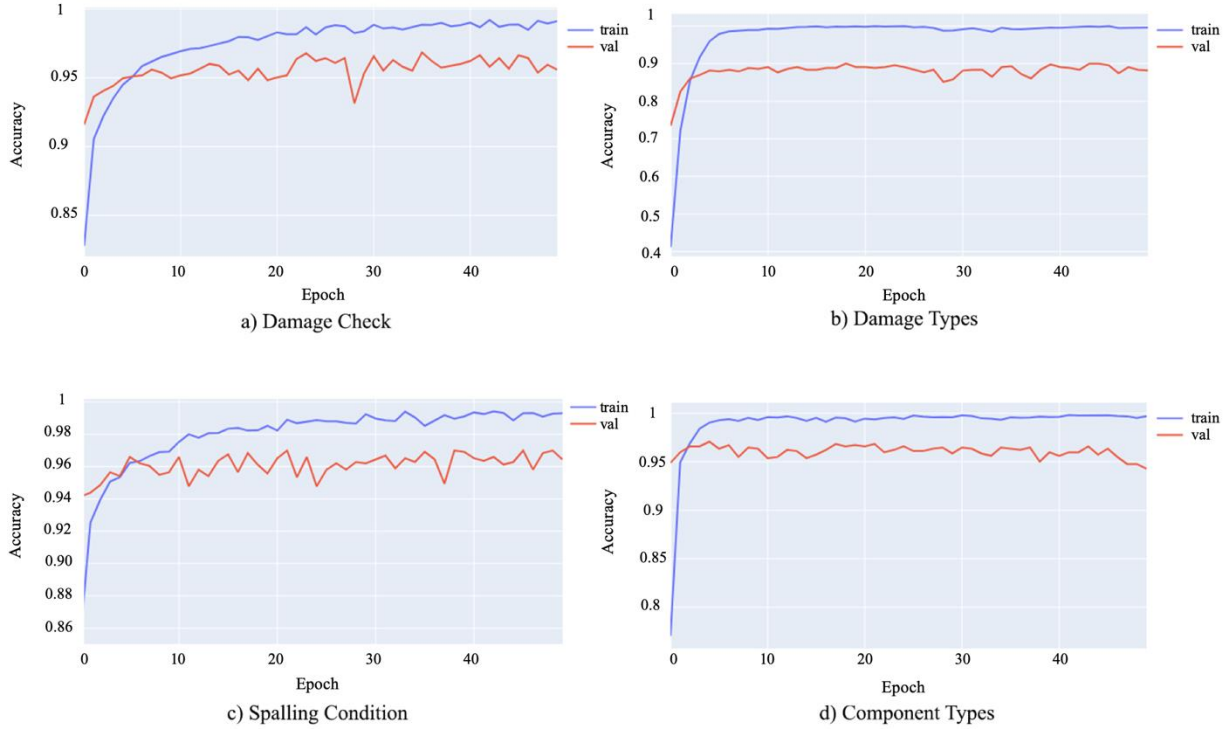 1
0.95
0.9
0.85
0 10 20 30 40
Accuracy
Epoch
train
val
a) Damage Check
1
0.9
0.8
0.7
0.6
0.5
0.4
0 10 20 30 40
Accuracy
Epoch
train
val
b) Damage Types
1
0.98
0.96
0.94
0.92
0.90
0.88
0.86
0 10 20 30 40
Accuracy
Epoch
train
val
c) Spalling Condition
1
0.95
0.9
0.85
0.8
0 10 20 30 40
Accuracy
Epoch
train
val
d) Component Types